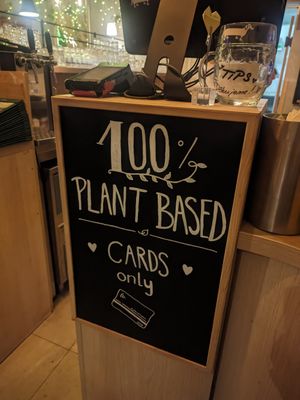 TIPS
100%
PLANT BASED
CARDS
only